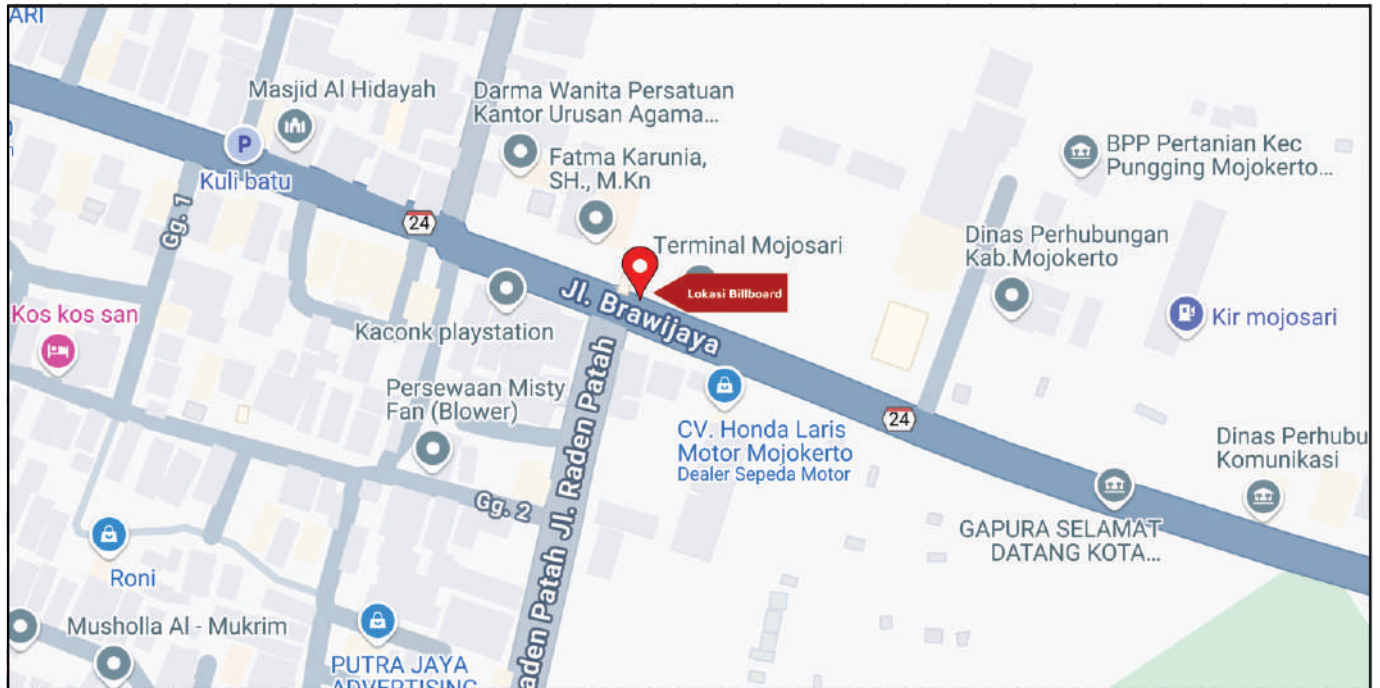 ARI
Masjid Al Hidayah
Darma Wanita Persatuan
Kantor Urusan Agama...
P
Kuli batu
Fatma Karunia,
SH., M.Kn
BPP Pertanian Kec
Pungging Mojokerto...
Gg. 1
24
Terminal Mojosari
Lokasi Billboard
Dinas Perhubungan
Kab.Mojokerto
Jl. Brawijaya
Kir mojosari
Kos kos san
Kaconk playstation
Persewaan Misty
Fan (Blower)
CV. Honda Laris
Motor Mojokerto
Dealer Sepeda Motor
24
Dinas Perhubu
Komunikasi
Gg. 2
Jl. Raden Patah
aden Patah
GAPURA SELAMAT
DATANG KOTA...
Roni
Musholla Al - Mukrim
PUTRA JAYA
ADVERTISING